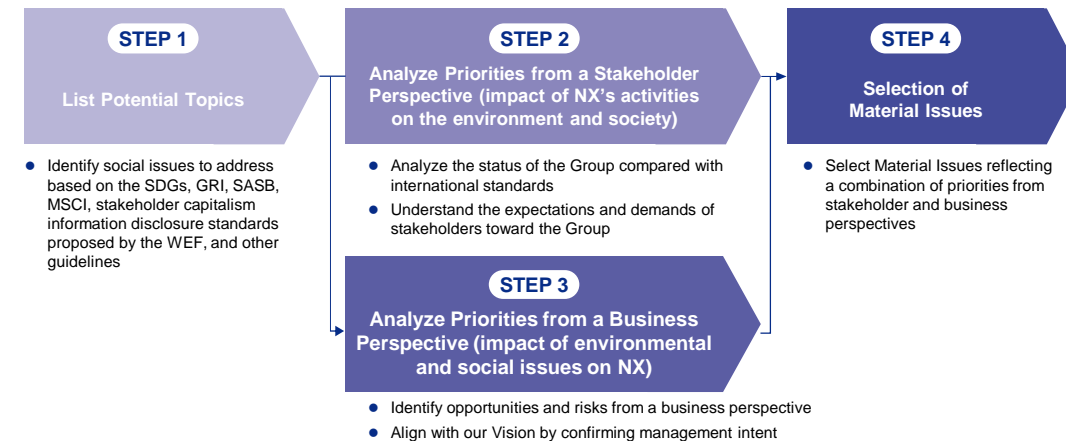 STEP 1
List Potential Topics
● Identify social issues to address
based on the SDGs, GRI, SASB,
MSCI, stakeholder capitalism
information disclosure standards
proposed by the WEF, and other
guidelines
STEP 2
Analyze Priorities from a Stakeholder
Perspective (impact of NX's activities
on the environment and society)
● Analyze the status of the Group compared with
international standards
● Understand the expectations and demands of
stakeholders toward the Group
STEP 3
Analyze Priorities from a Business
Perspective (impact of environmental
and social issues on NX)
● Identify opportunities and risks from a business perspective
● Align with our Vision by confirming management intent
STEP 4
Selection of
Material Issues
● Select Material Issues reflecting
a combination of priorities from
stakeholder and business
perspectives